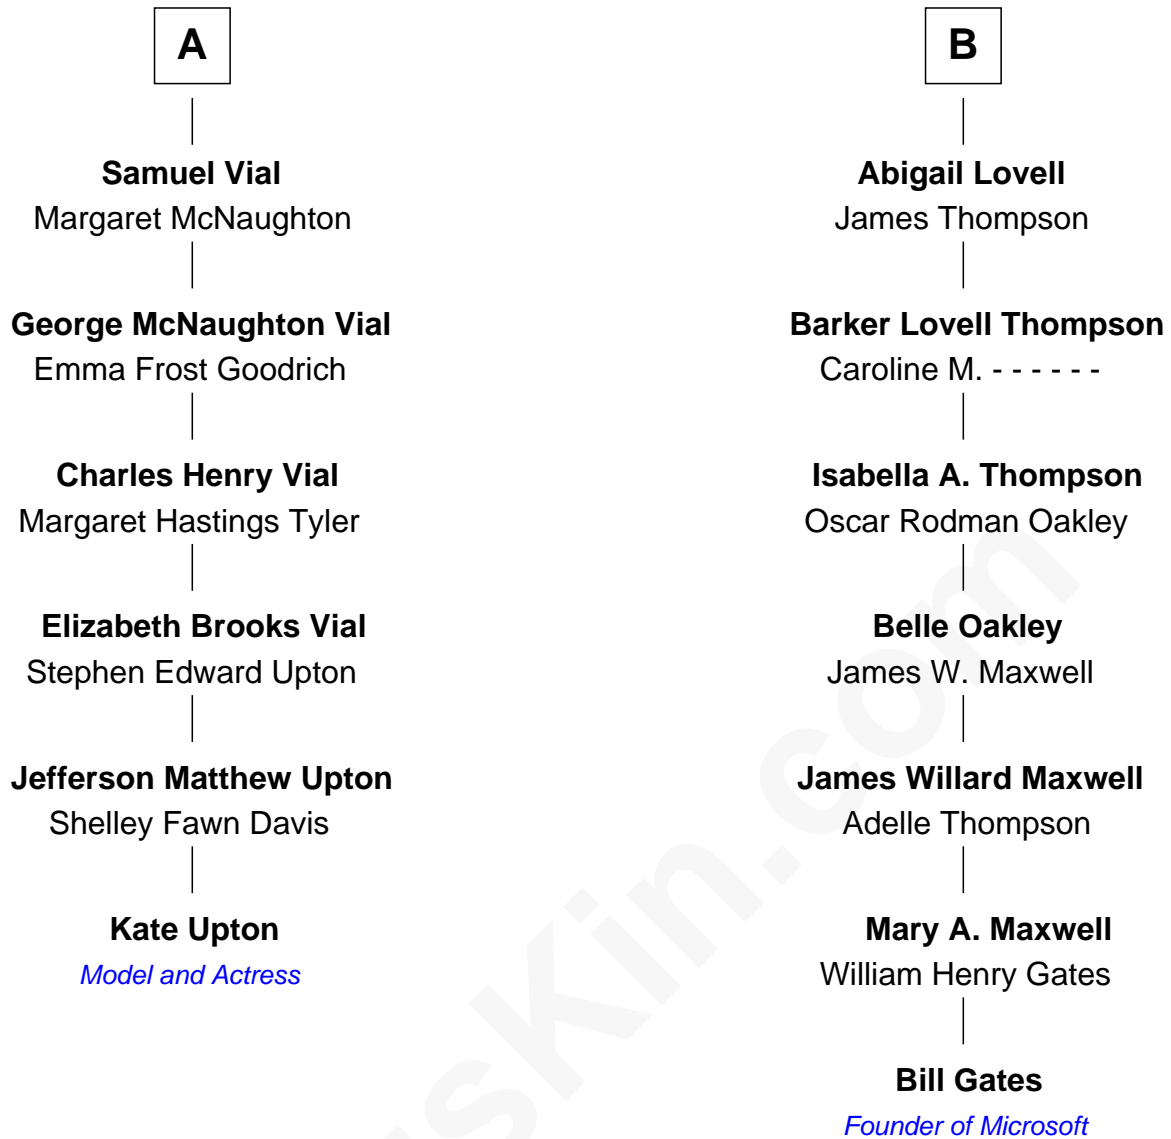 A
Samuel Vial
Margaret McNaughton
George McNaughton Vial
Emma Frost Goodrich
Charles Henry Vial
Margaret Hastings Tyler
Elizabeth Brooks Vial
Stephen Edward Upton
Jefferson Matthew Upton
Shelley Fawn Davis
Kate Upton
Model and Actress
B
Abigail Lovell
James Thompson
Barker Lovell Thompson
Caroline M. - - - - - -
Isabella A. Thompson
Oscar Rodman Oakley
Belle Oakley
James W. Maxwell
James Willard Maxwell
Adelle Thompson
Mary A. Maxwell
William Henry Gates
Bill Gates
Founder of Microsoft